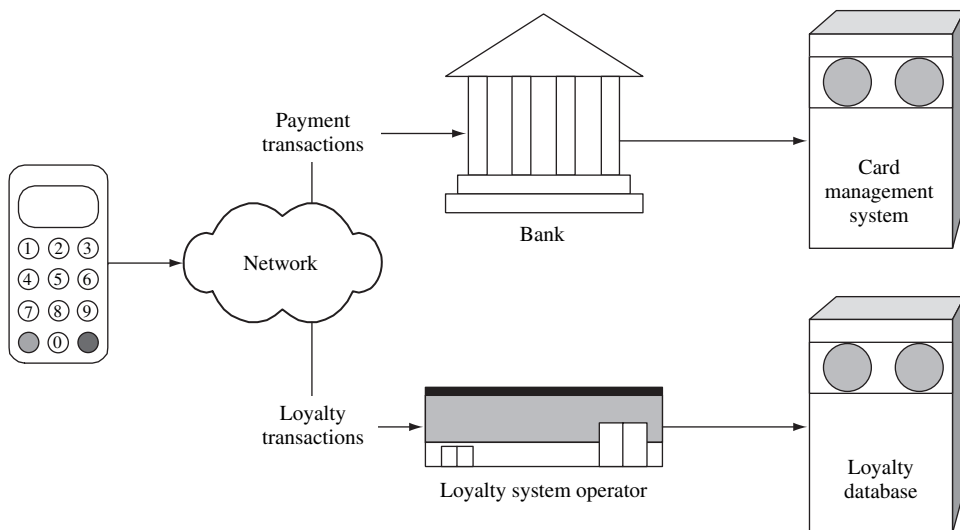 Payment
transactions
Bank
Card
management
system
1 2 3
4 5 6
7 8 9
0
Network
Loyalty
transactions
Loyalty system operator
Loyalty
database